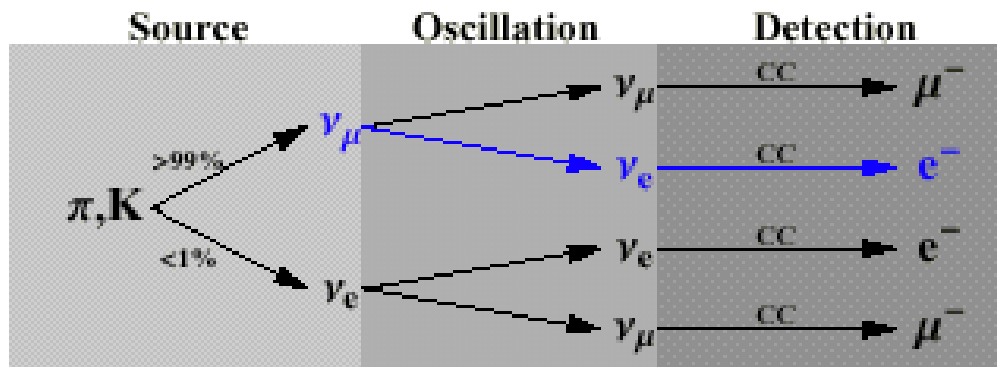 Source Oscillation Detection
ν_μ CC μ⁻
>99% ν_μ
ν_e CC e⁻
π,K
<1% ν_e CC e⁻
ν_e
ν_μ CC μ⁻